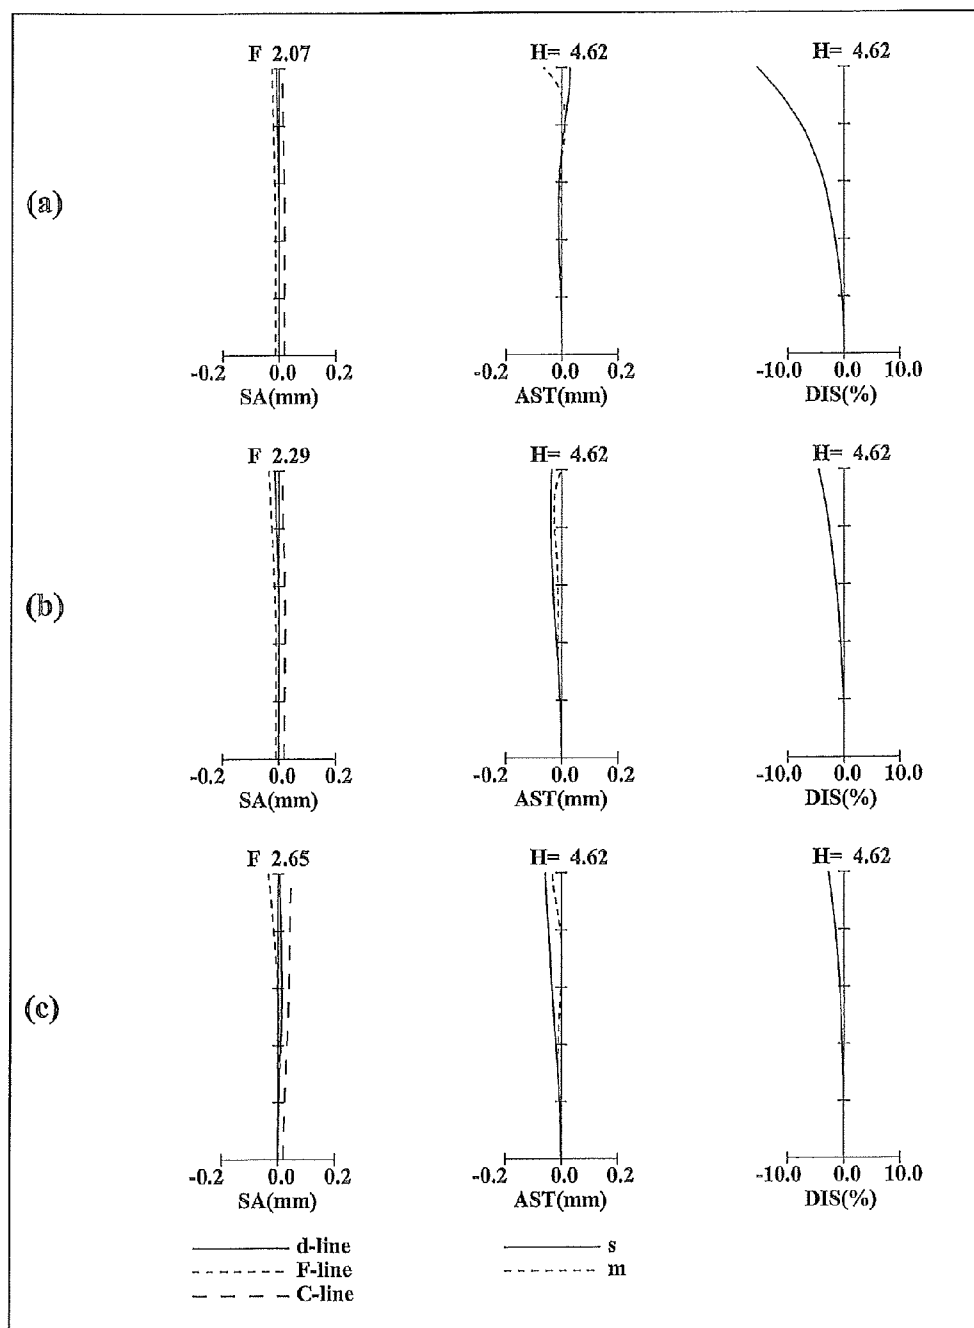 F 2.07 H= 4.62 H= 4.62
(a)
-0.2 0.0 0.2 -0.2 0.0 0.2 -10.0 0.0 10.0
SA(mm) AST(mm) DIS(%)
F 2.29 H= 4.62 H= 4.62
(b)
-0.2 0.0 0.2 -0.2 0.0 0.2 -10.0 0.0 10.0
SA(mm) AST(mm) DIS(%)
F 2.65 H= 4.62 H= 4.62
(c)
-0.2 0.0 0.2 -0.2 0.0 0.2 -10.0 0.0 10.0
SA(mm) AST(mm) DIS(%)
d-line s
F-line m
C-line